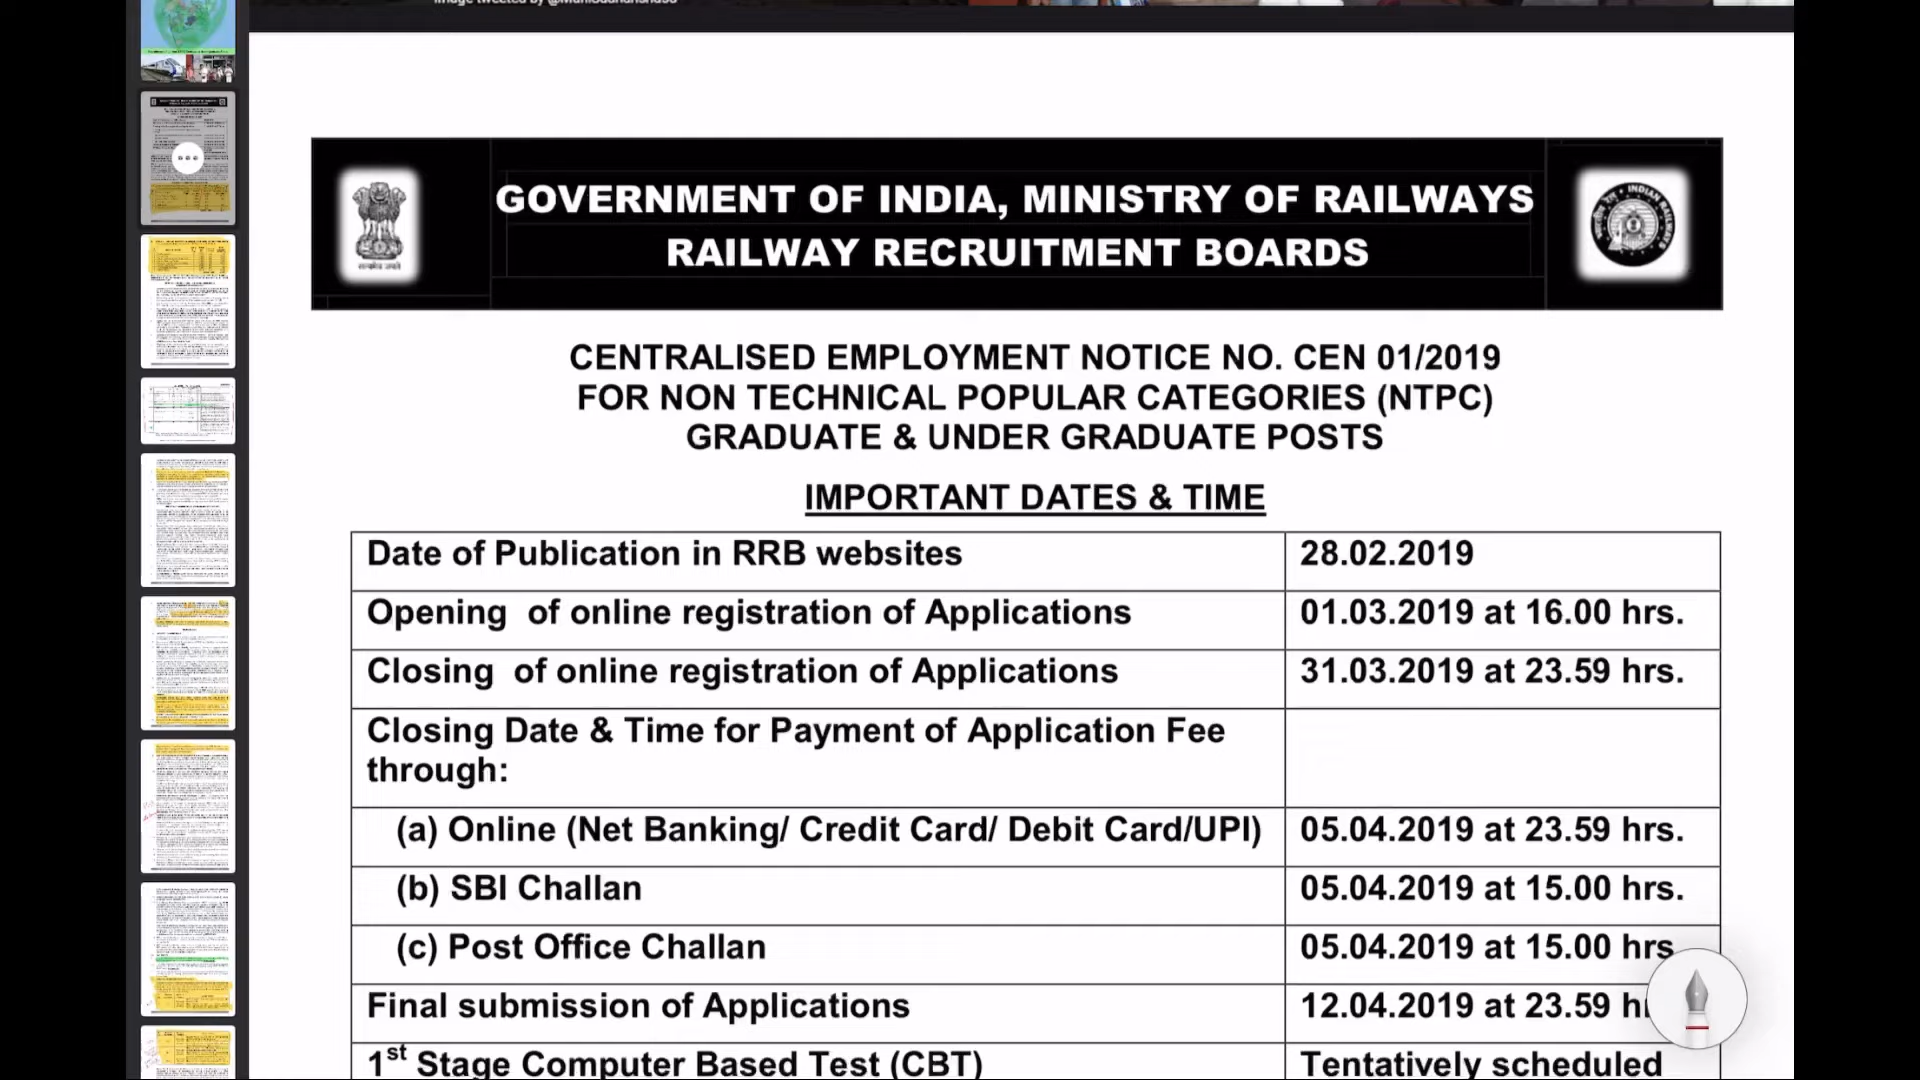 GOVERNMENT OF INDIA, MINISTRY OF RAILWAYS
RAILWAY RECRUITMENT BOARDS
INDIAN RAILWAYS
CENTRALISED EMPLOYMENT NOTICE NO. CEN 01/2019
FOR NON TECHNICAL POPULAR CATEGORIES (NTPC)
GRADUATE & UNDER GRADUATE POSTS
IMPORTANT DATES & TIME
Date of Publication in RRB websites 28.02.2019
Opening of online registration of Applications 01.03.2019 at 16.00 hrs.
Closing of online registration of Applications 31.03.2019 at 23.59 hrs.
Closing Date & Time for Payment of Application Fee
through:
(a) Online (Net Banking/ Credit Card/ Debit Card/UPI) 05.04.2019 at 23.59 hrs.
(b) SBI Challan 05.04.2019 at 15.00 hrs.
(c) Post Office Challan 05.04.2019 at 15.00 hrs
Final submission of Applications 12.04.2019 at 23.59
1st Stage Computer Based Test (CBT) Tentatively scheduled